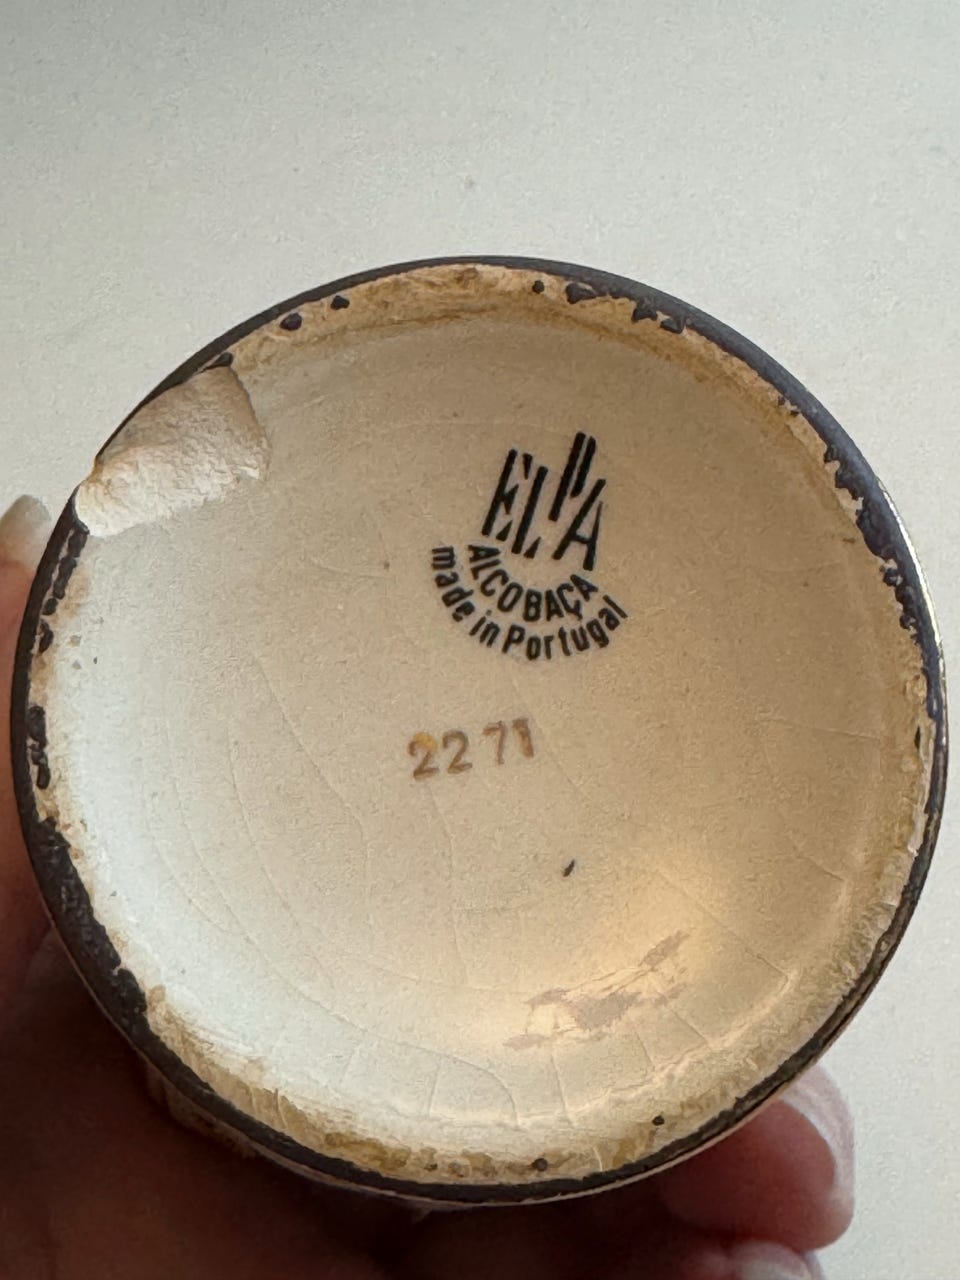 ELPA
ALCOBAÇA
made in Portugal
2271